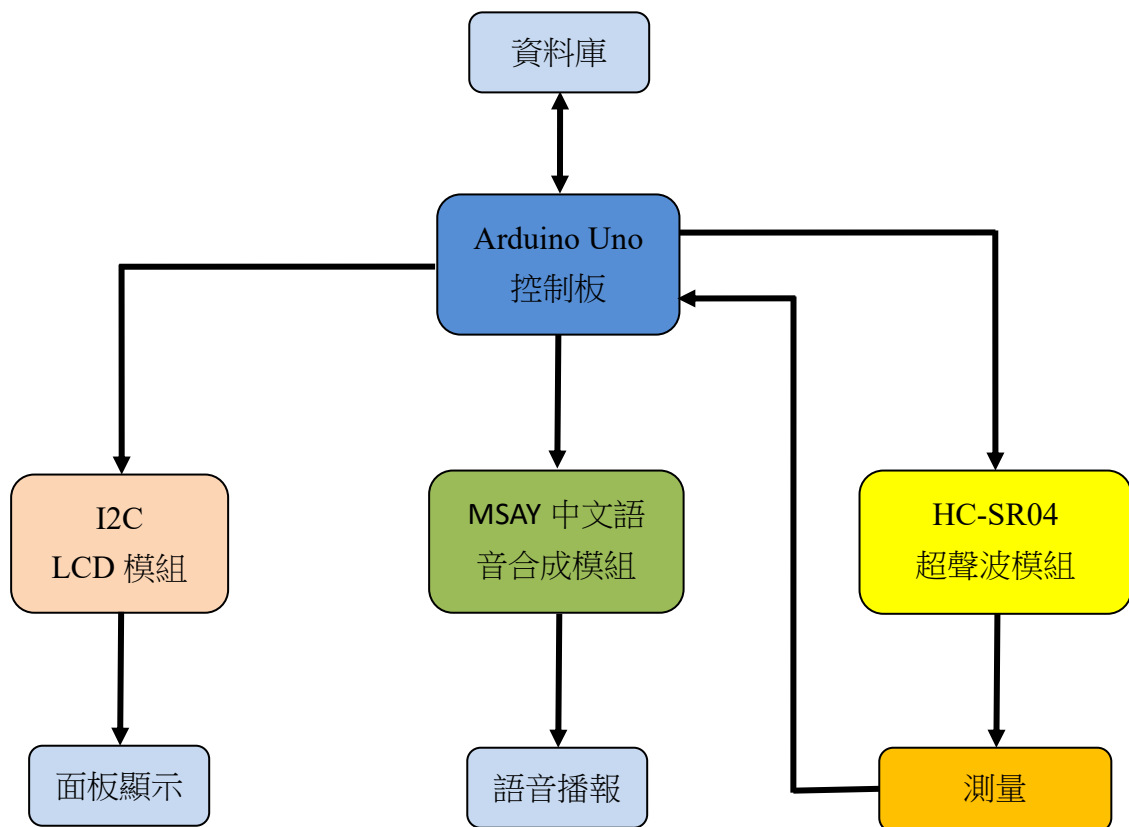 資料庫
Arduino Uno
控制板
I2C
LCD 模組
MSAY 中文語
音合成模組
HC-SR04
超聲波模組
面板顯示
語音播報
測量